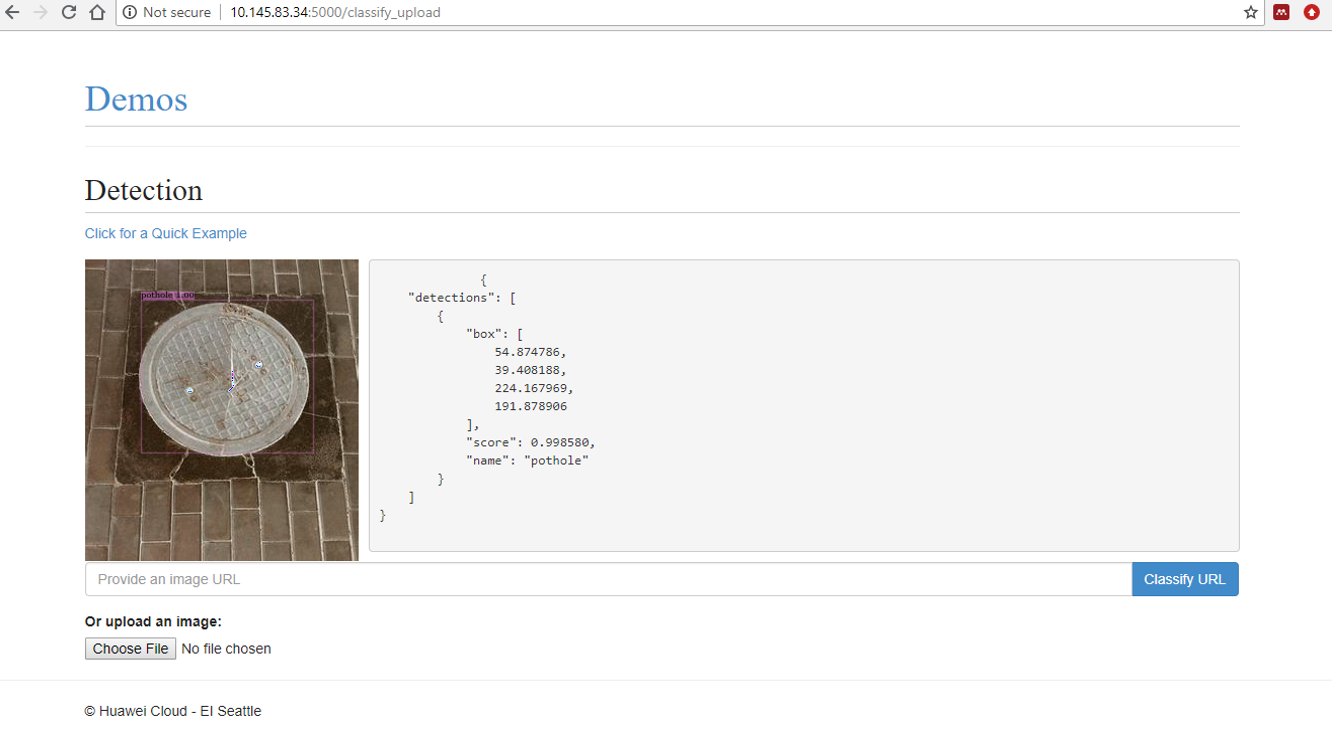 Not secure | 10.145.83.34:5000/classify_upload
Demos
Detection
Click for a Quick Example
pothole 1.00
{
"detections": [
{
"box": [
54.874786,
39.408188,
224.167969,
191.878906
],
"score": 0.998580,
"name": "pothole"
}
]
}
Provide an image URL
Classify URL
Or upload an image:
Choose File No file chosen
© Huawei Cloud - EI Seattle